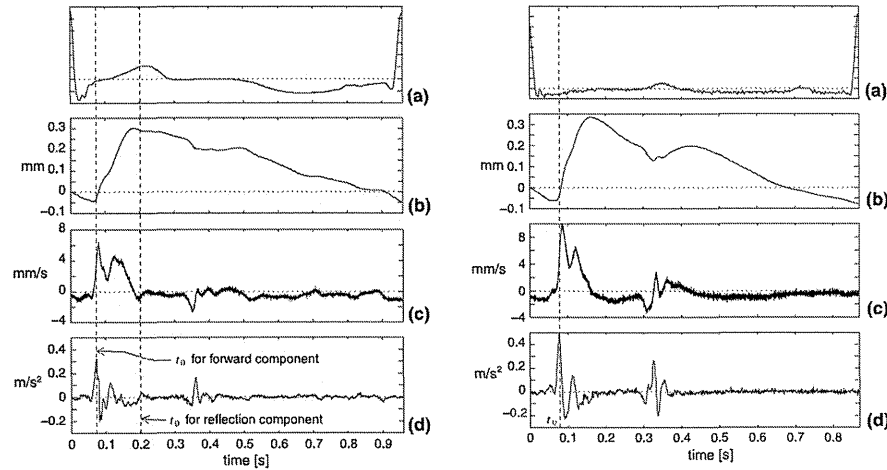 (a)
0.3
0.2
mm
0.1
0
−0.1
(b)
8
4
mm/s
0
−4
(c)
0.4
m/s²
0.2
0
−0.2
t₀ for forward component
t₀ for reflection component
(d)
0 0.1 0.2 0.3 0.4 0.5 0.6 0.7 0.8 0.9
time [s]
(a)
0.3
0.2
mm
0.1
0
−0.1
(b)
8
4
mm/s
0
−4
(c)
0.4
m/s²
0.2
0
−0.2
(d)
0 0.1 0.2 0.3 0.4 0.5 0.6 0.7 0.8
time [s]